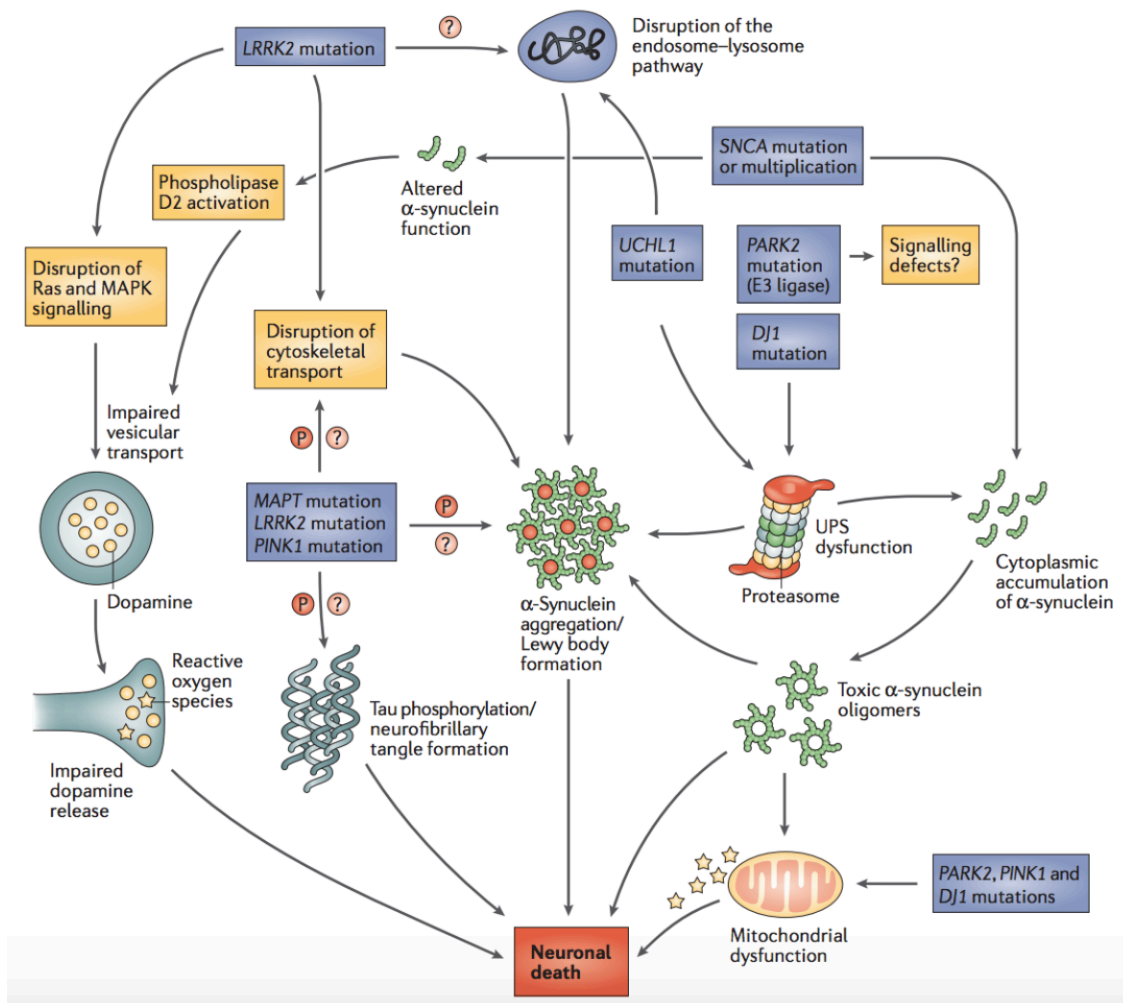 LRRK2 mutation
?
Disruption of the
endosome–lysosome
pathway
SNCA mutation
or multiplication
Phospholipase
D2 activation
Altered
α-synuclein
function
UCHL1
mutation
PARK2
mutation
(E3 ligase)
Signalling
defects?
Disruption of
Ras and MAPK
signalling
Disruption of
cytoskeletal
transport
DJ1
mutation
Impaired
vesicular
transport
P ?
MAPT mutation
LRRK2 mutation
PINK1 mutation
P
?
UPS
dysfunction
Proteasome
Cytoplasmic
accumulation
of α-synuclein
Dopamine
P ?
α-Synuclein
aggregation/
Lewy body
formation
Reactive
oxygen
species
Tau phosphorylation/
neurofibrillary
tangle formation
Toxic α-synuclein
oligomers
Impaired
dopamine
release
PARK2, PINK1 and
DJ1 mutations
Mitochondrial
dysfunction
Neuronal
death